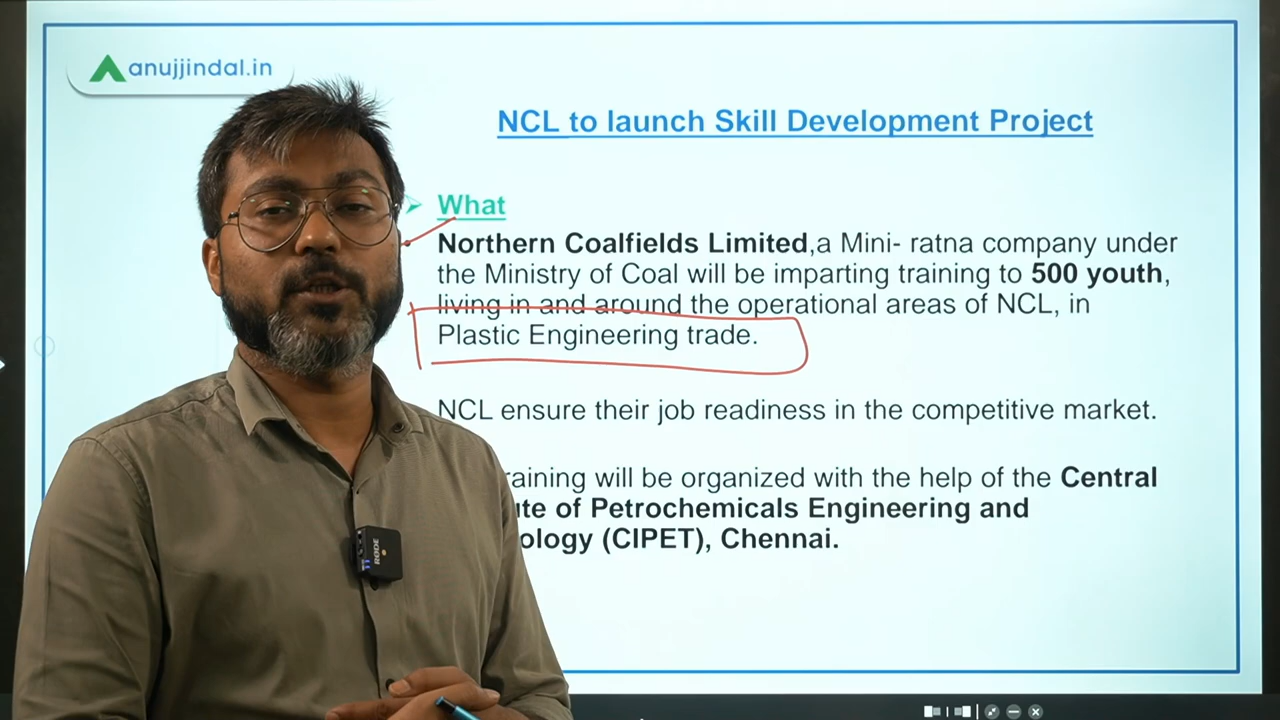 anujjindal.in
NCL to launch Skill Development Project
What
Northern Coalfields Limited,a Mini- ratna company under
the Ministry of Coal will be imparting training to 500 youth,
living in and around the operational areas of NCL, in
Plastic Engineering trade.
NCL ensure their job readiness in the competitive market.
raining will be organized with the help of the Central
ute of Petrochemicals Engineering and
ology (CIPET), Chennai.
RODE